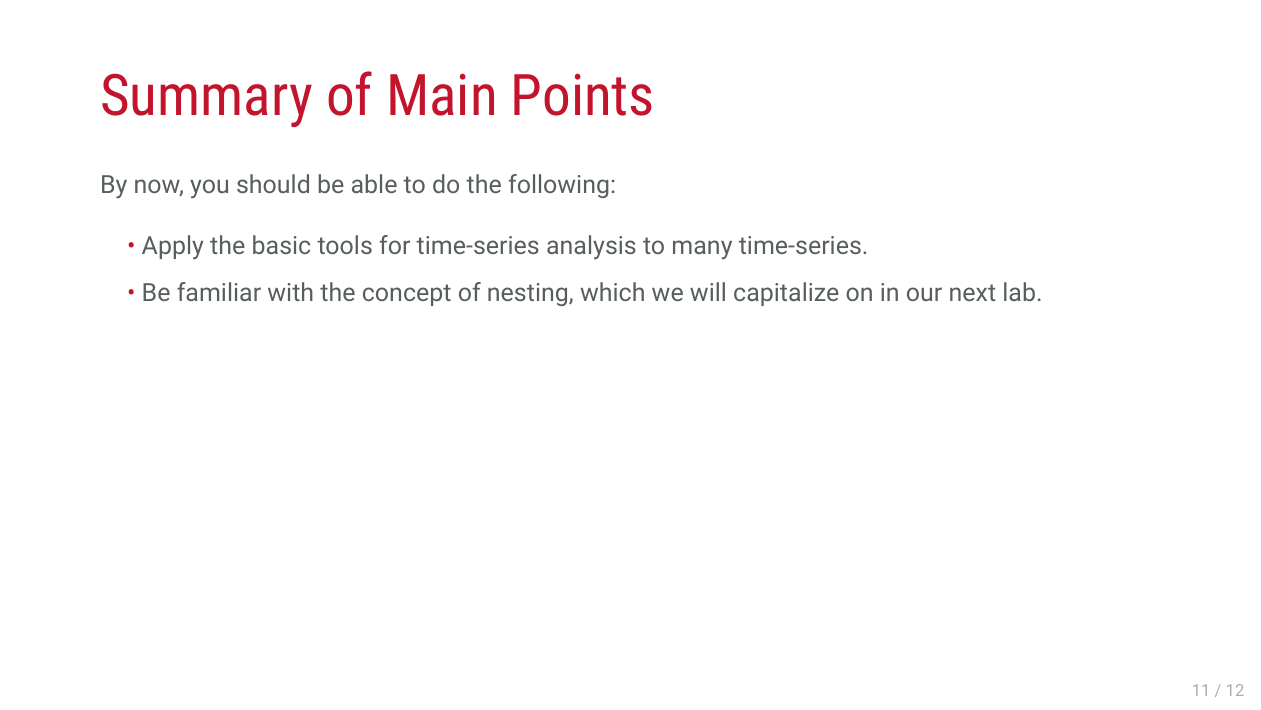 Summary of Main Points
By now, you should be able to do the following:
• Apply the basic tools for time-series analysis to many time-series.
• Be familiar with the concept of nesting, which we will capitalize on in our next lab.
11 / 12